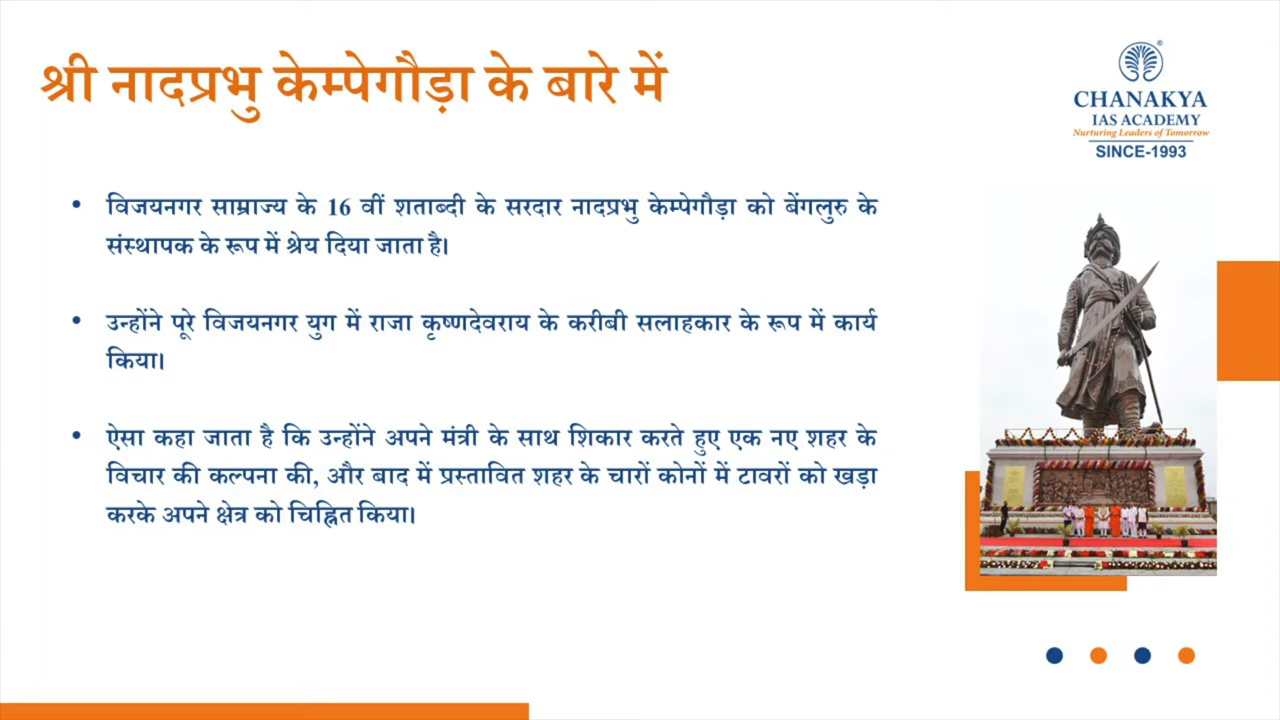 श्री नादप्रभु केम्पेगौड़ा के बारे में
CHANAKYA
IAS ACADEMY
Nurturing Leaders of Tomorrow
SINCE-1993
• विजयनगर साम्राज्य के 16 वीं शताब्दी के सरदार नादप्रभु केम्पेगौड़ा को बेंगलुरु के
संस्थापक के रूप में श्रेय दिया जाता है।
• उन्होंने पूरे विजयनगर युग में राजा कृष्णदेवराय के करीबी सलाहकार के रूप में कार्य
किया।
• ऐसा कहा जाता है कि उन्होंने अपने मंत्री के साथ शिकार करते हुए एक नए शहर के
विचार की कल्पना की, और बाद में प्रस्तावित शहर के चारों कोनों में टावरों को खड़ा
करके अपने क्षेत्र को चिह्नित किया।